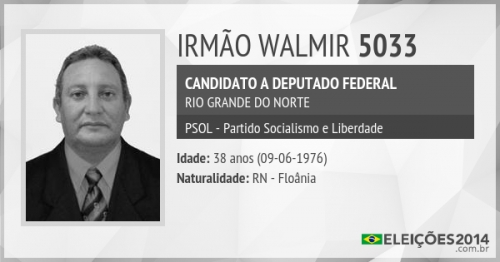 IRMÃO WALMIR 5033
CANDIDATO A DEPUTADO FEDERAL
RIO GRANDE DO NORTE
PSOL - Partido Socialismo e Liberdade
Idade: 38 anos (09-06-1976)
Naturalidade: RN - Floânia
ELEIÇÕES2014
.com.br